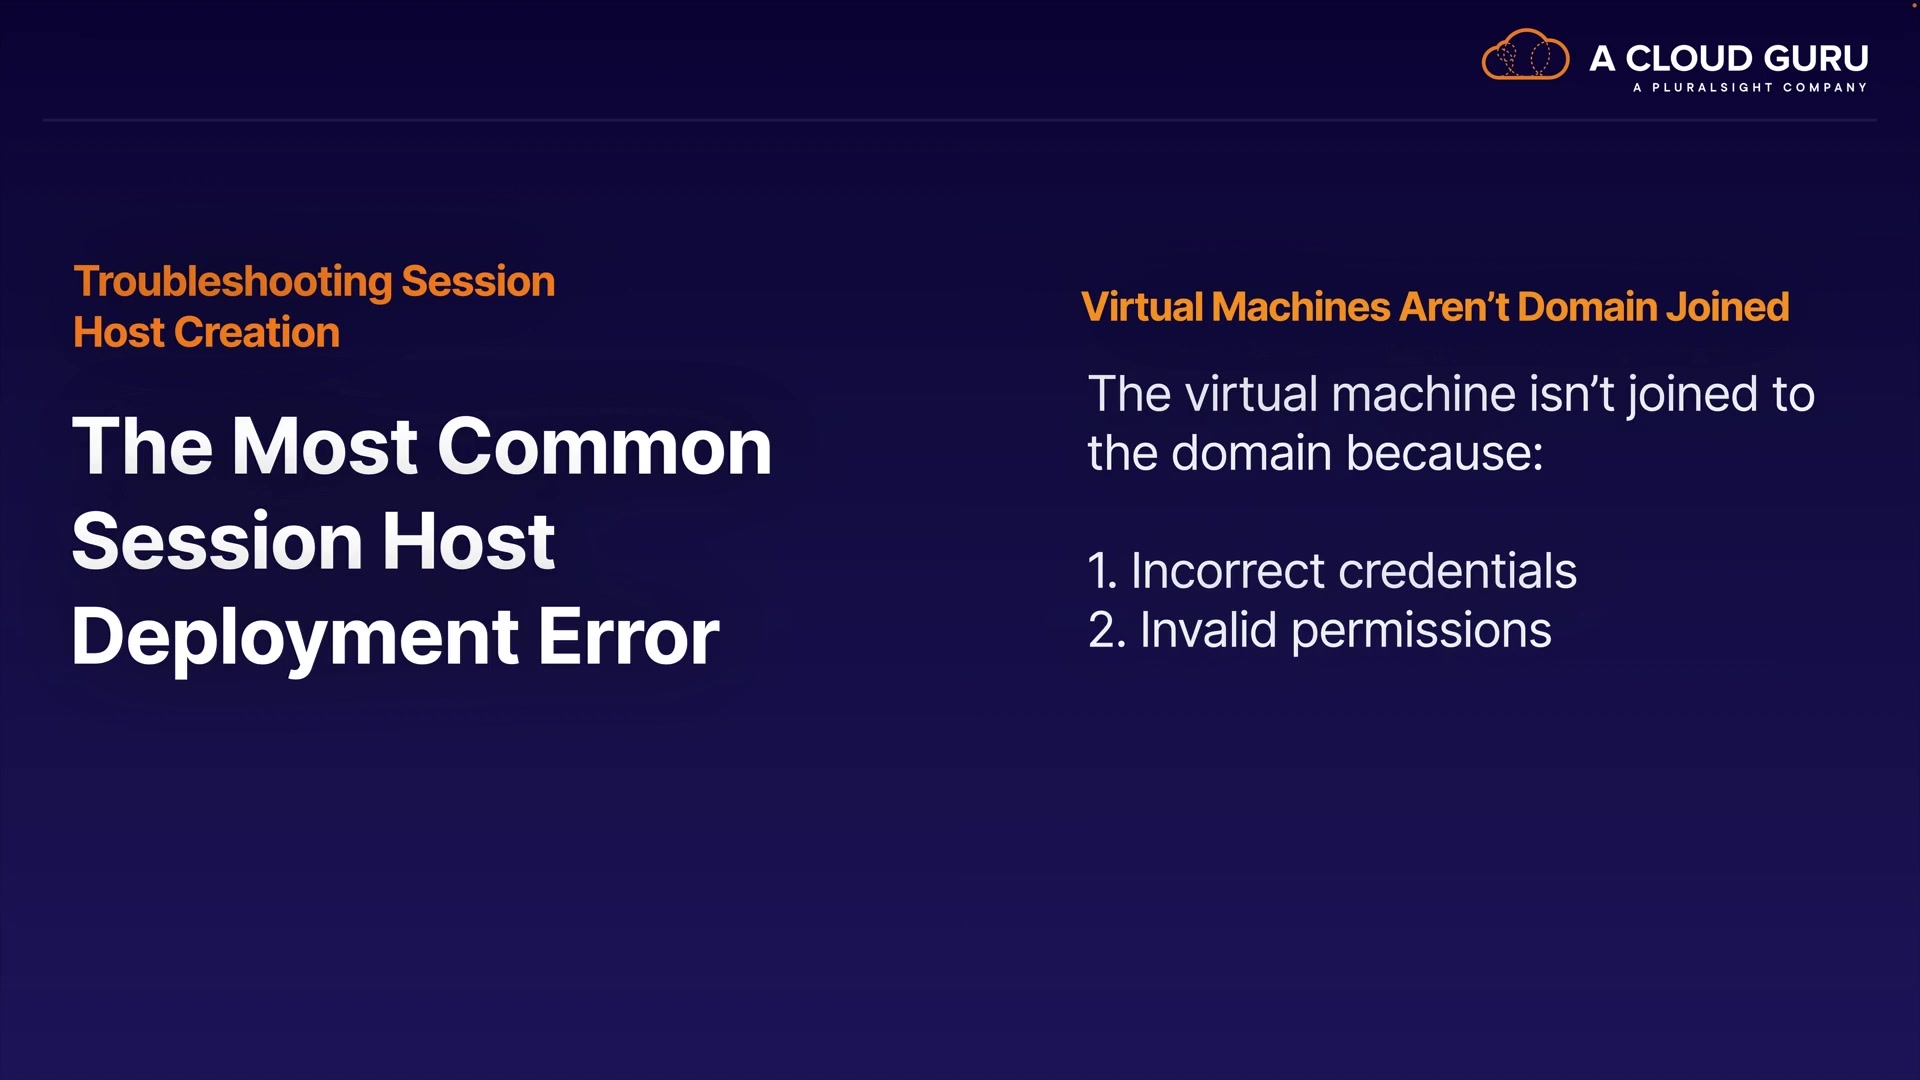 A CLOUD GURU
A PLURALSIGHT COMPANY
Troubleshooting Session
Host Creation
The Most Common
Session Host
Deployment Error
Virtual Machines Aren’t Domain Joined
The virtual machine isn’t joined to
the domain because:
1. Incorrect credentials
2. Invalid permissions